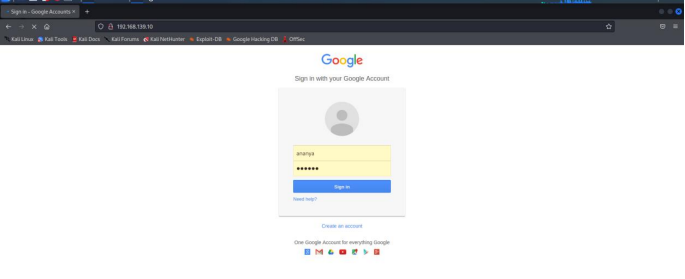 Sign in - Google Accounts
192.168.139.10
Kali Linux Kali Tools Kali Docs Kali Forums Kali NetHunter Exploit-DB Google Hacking DB OffSec
Google
Sign in with your Google Account
ananya
••••••
Sign in
Need help?
Create an account
One Google Account for everything Google